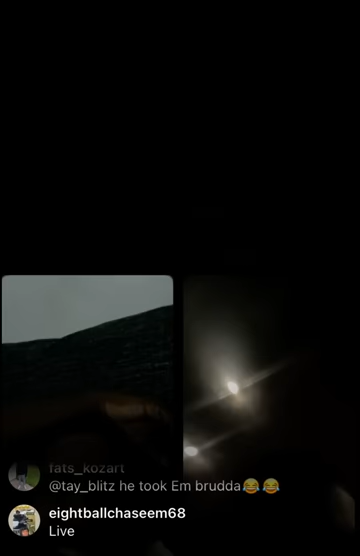 fats_kozart
@tay_blitz he took Em brudda😂😂
eightballchaseem68
Live